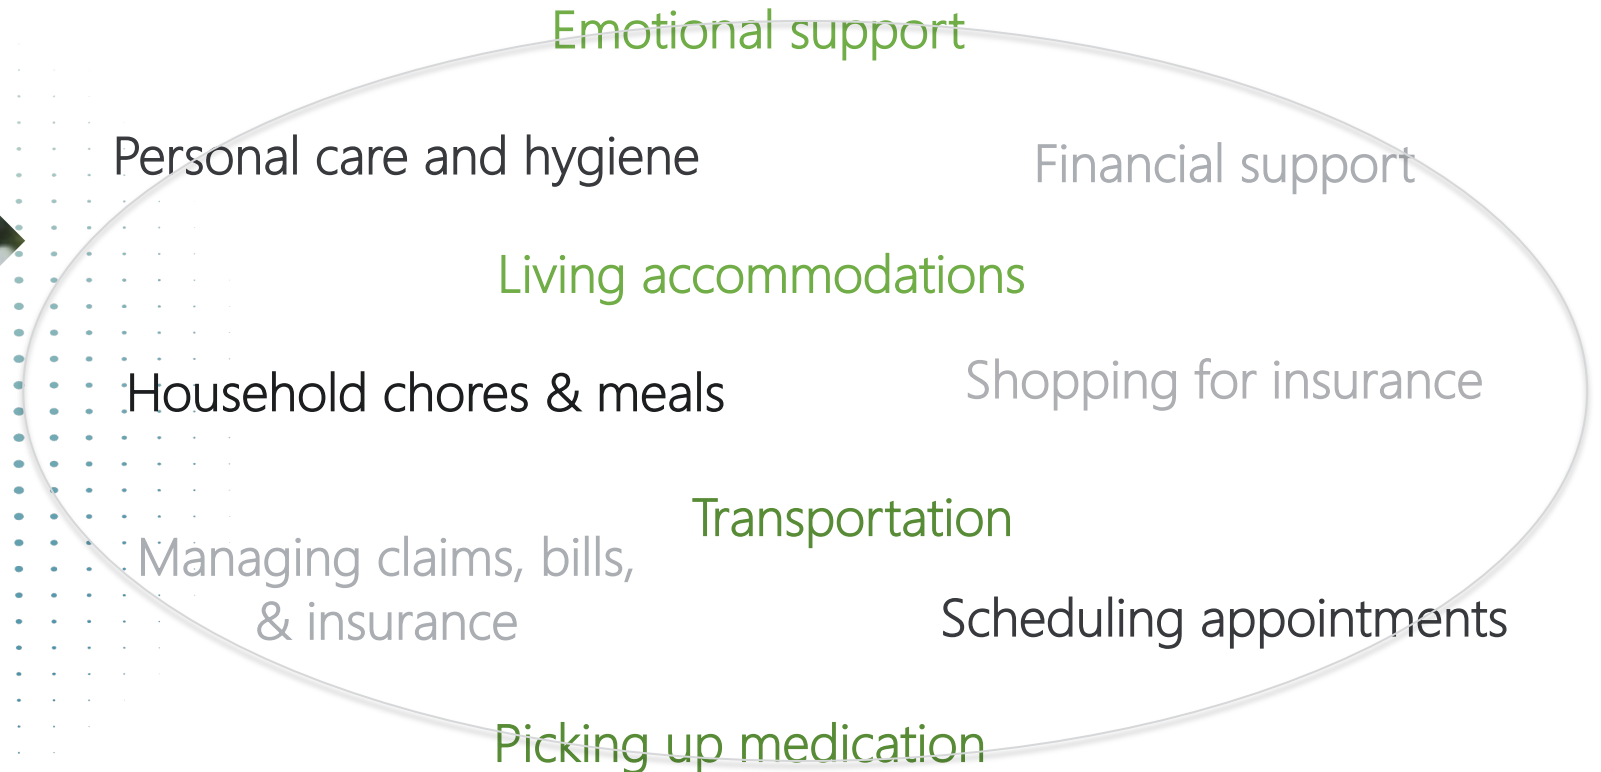 Emotional support
Personal care and hygiene
Financial support
Living accommodations
Household chores & meals
Shopping for insurance
Transportation
Managing claims, bills,
& insurance
Scheduling appointments
Picking up medication